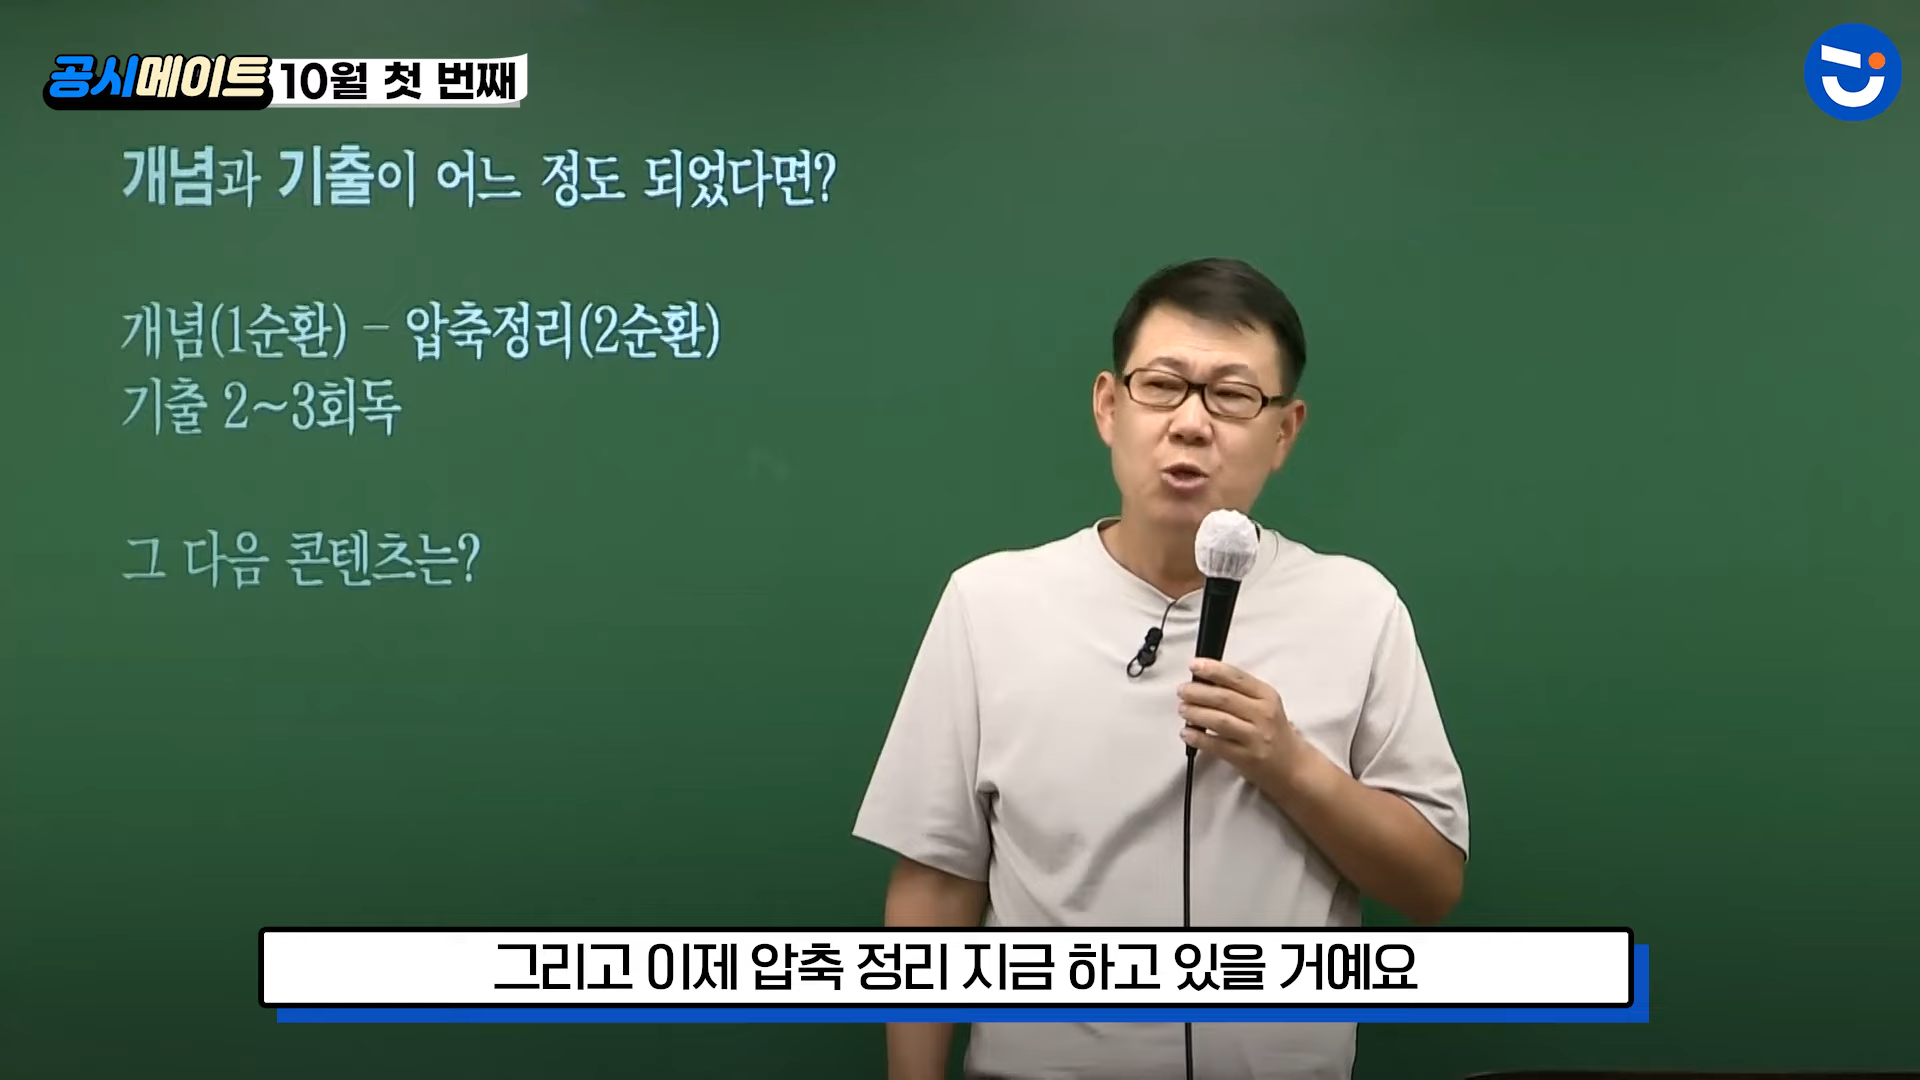 공시메이트 10월 첫 번째
개념과 기출이 어느 정도 되었다면?
개념(1순환) - 압축정리(2순환)
기출 2~3회독
그 다음 콘텐츠는?
그리고 이제 압축 정리 지금 하고 있을 거예요